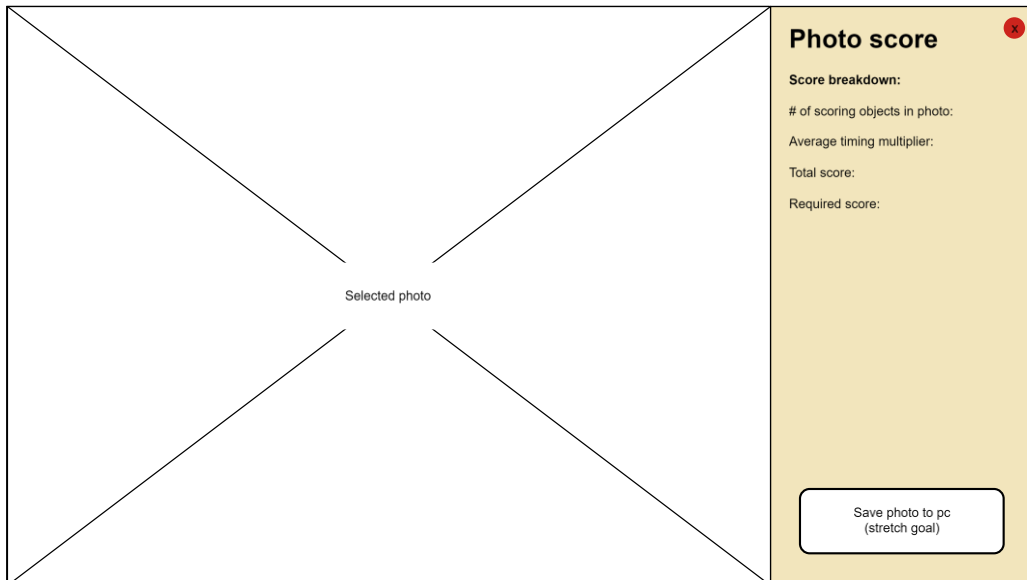 Photo score
x
Score breakdown:
# of scoring objects in photo:
Average timing multiplier:
Total score:
Required score:
Selected photo
Save photo to pc
(stretch goal)